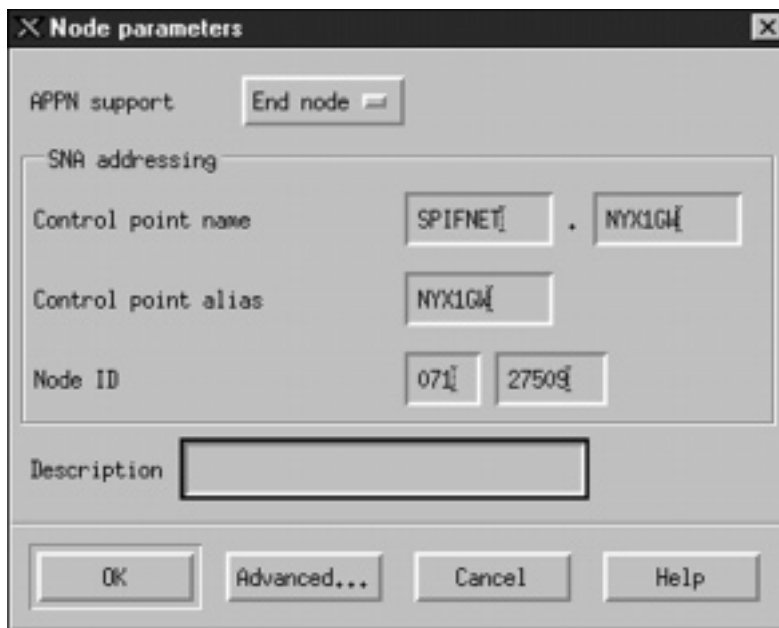 Node parameters
APPN support End node
SNA addressing
Control point name SPIFNET . NYX1GW
Control point alias NYX1GW
Node ID 071 27509
Description
OK Advanced... Cancel Help